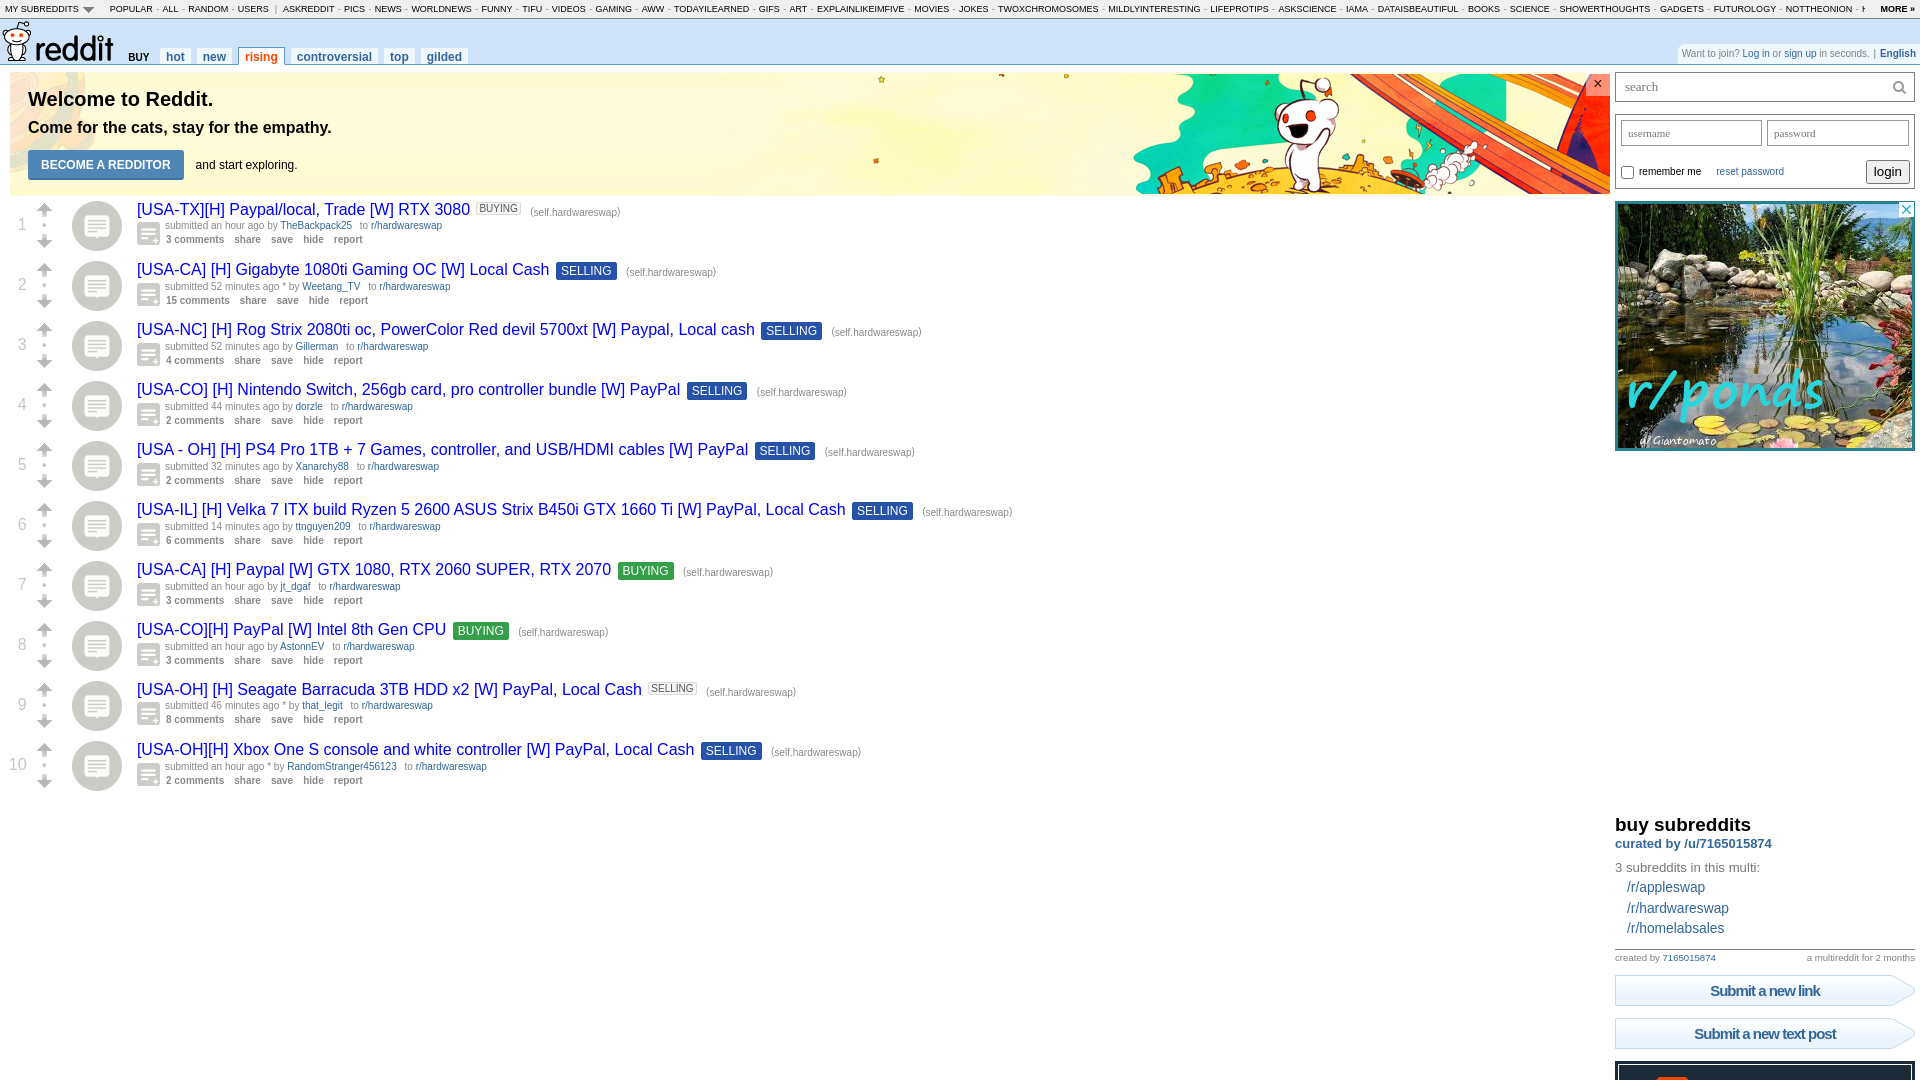 MY SUBREDDITS POPULAR - ALL - RANDOM - USERS | ASKREDDIT - PICS - NEWS - WORLDNEWS - FUNNY - TIFU - VIDEOS - GAMING - AWW - TODAYILEARNED - GIFS - ART - EXPLAINLIKEIMFIVE - MOVIES - JOKES - TWOXCHROMOSOMES - MILDLYINTERESTING - LIFEPROTIPS - ASKSCIENCE - IAMA - DATAISBEAUTIFUL - BOOKS - SCIENCE - SHOWERTHOUGHTS - GADGETS - FUTUROLOGY - NOTTHEONION - MORE »
reddit BUY hot new rising controversial top gilded
Want to join? Log in or sign up in seconds. | English
Welcome to Reddit.
Come for the cats, stay for the empathy.
BECOME A REDDITOR and start exploring.
×
search
username password
remember me reset password login
1
[USA-TX][H] Paypal/local, Trade [W] RTX 3080 BUYING (self.hardwareswap)
submitted an hour ago by TheBackpack25 to r/hardwareswap
3 comments share save hide report
2
[USA-CA] [H] Gigabyte 1080ti Gaming OC [W] Local Cash SELLING (self.hardwareswap)
submitted 52 minutes ago * by Weetang_TV to r/hardwareswap
15 comments share save hide report
3
[USA-NC] [H] Rog Strix 2080ti oc, PowerColor Red devil 5700xt [W] Paypal, Local cash SELLING (self.hardwareswap)
submitted 52 minutes ago by Gillerman to r/hardwareswap
4 comments share save hide report
4
[USA-CO] [H] Nintendo Switch, 256gb card, pro controller bundle [W] PayPal SELLING (self.hardwareswap)
submitted 44 minutes ago by dorzle to r/hardwareswap
2 comments share save hide report
5
[USA - OH] [H] PS4 Pro 1TB + 7 Games, controller, and USB/HDMI cables [W] PayPal SELLING (self.hardwareswap)
submitted 32 minutes ago by Xanarchy88 to r/hardwareswap
2 comments share save hide report
6
[USA-IL] [H] Velka 7 ITX build Ryzen 5 2600 ASUS Strix B450i GTX 1660 Ti [W] PayPal, Local Cash SELLING (self.hardwareswap)
submitted 14 minutes ago by ttnguyen209 to r/hardwareswap
6 comments share save hide report
7
[USA-CA] [H] Paypal [W] GTX 1080, RTX 2060 SUPER, RTX 2070 BUYING (self.hardwareswap)
submitted an hour ago by jt_dgaf to r/hardwareswap
3 comments share save hide report
8
[USA-CO][H] PayPal [W] Intel 8th Gen CPU BUYING (self.hardwareswap)
submitted an hour ago by AstonnEV to r/hardwareswap
3 comments share save hide report
9
[USA-OH] [H] Seagate Barracuda 3TB HDD x2 [W] PayPal, Local Cash SELLING (self.hardwareswap)
submitted 46 minutes ago * by that_legit to r/hardwareswap
8 comments share save hide report
10
[USA-OH][H] Xbox One S console and white controller [W] PayPal, Local Cash SELLING (self.hardwareswap)
submitted an hour ago * by RandomStranger456123 to r/hardwareswap
2 comments share save hide report
r/ponds
u/Giantomato
buy subreddits
curated by /u/7165015874
3 subreddits in this multi:
/r/appleswap
/r/hardwareswap
/r/homelabsales
created by 7165015874 a multireddit for 2 months
Submit a new link
Submit a new text post